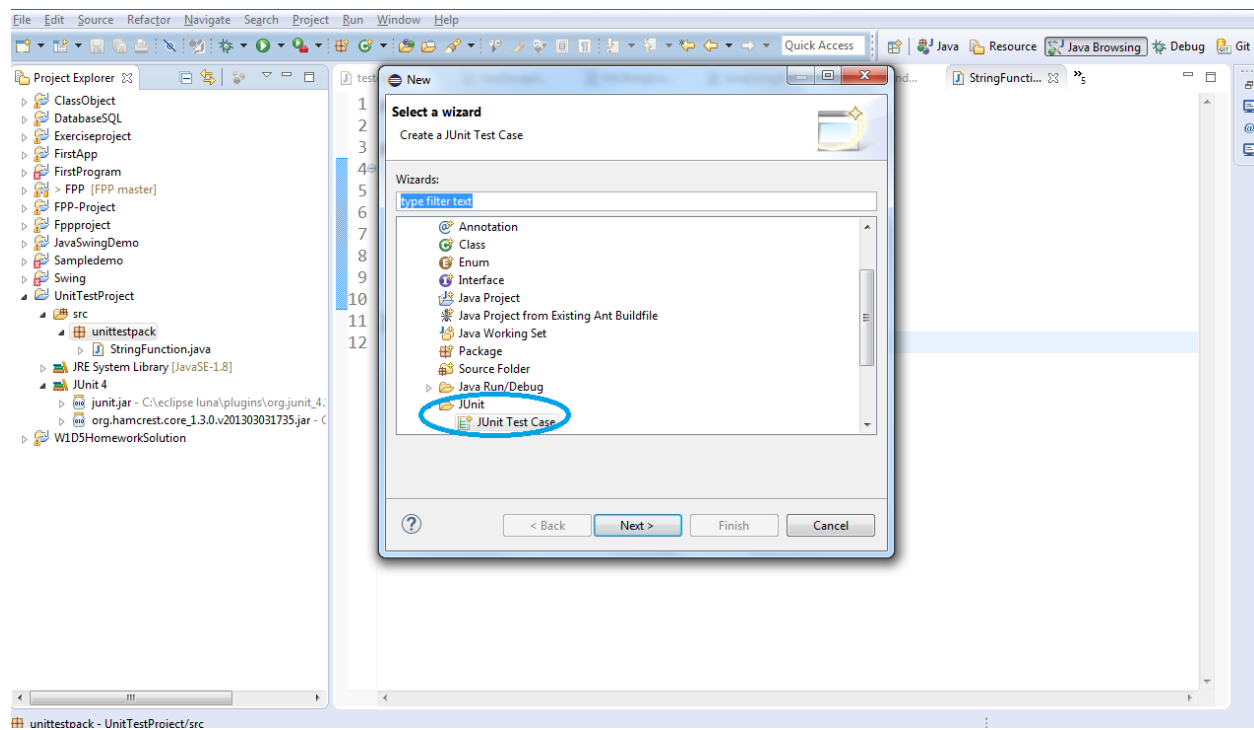 File Edit Source Refactor Navigate Search Project Run Window Help
Quick Access
Java
Resource
Java Browsing
Debug
Git
Project Explorer
ClassObject
DatabaseSQL
Exerciseproject
FirstApp
FirstProgram
> FPP [FPP master]
FPP-Project
Fppproject
JavaSwingDemo
Sampledemo
Swing
UnitTestProject
src
unittestpack
StringFunction.java
JRE System Library [JavaSE-1.8]
JUnit 4
junit.jar - C:\eclipse luna\plugins\org.junit_4.
org.hamcrest.core_1.3.0.v201303031735.jar - C
W1D5HomeworkSolution
test
nd...
StringFuncti...
5
1
2
3
4
5
6
7
8
9
10
11
12
New
Select a wizard
Create a JUnit Test Case
Wizards:
type filter text
Annotation
Class
Enum
Interface
Java Project
Java Project from Existing Ant Buildfile
Java Working Set
Package
Source Folder
Java Run/Debug
JUnit
JUnit Test Case
< Back
Next >
Finish
Cancel
unittestpack - UnitTestProject/src